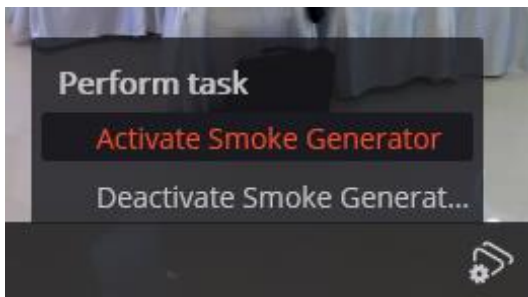 Perform task
Activate Smoke Generator
Deactivate Smoke Generat...